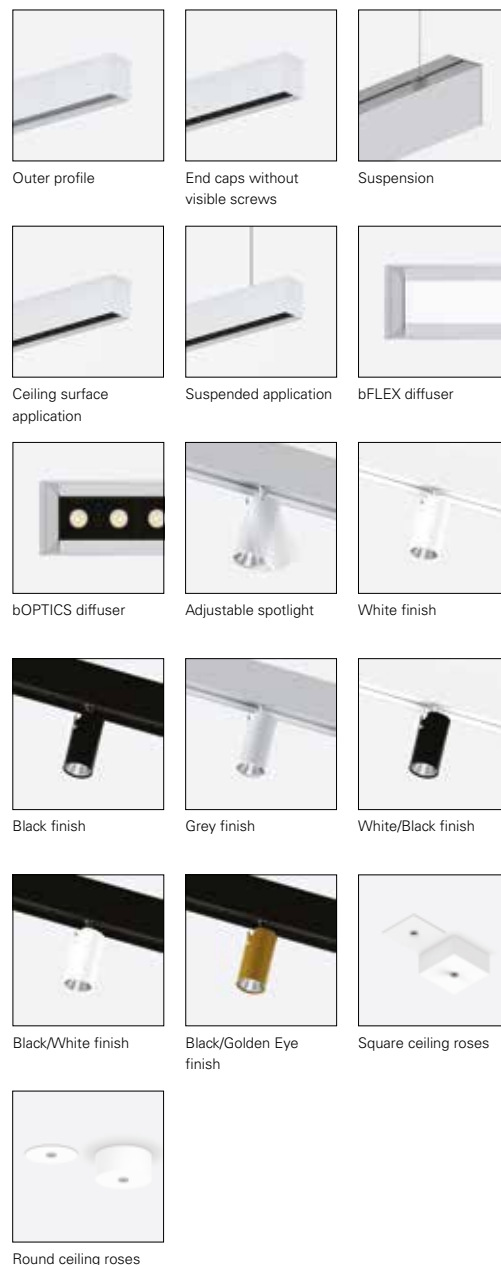 Outer profile
End caps without
visible screws
Suspension
Ceiling surface
application
Suspended application
bFLEX diffuser
bOPTICS diffuser
Adjustable spotlight
White finish
Black finish
Grey finish
White/Black finish
Black/White finish
Black/Golden Eye
finish
Square ceiling roses
Round ceiling roses